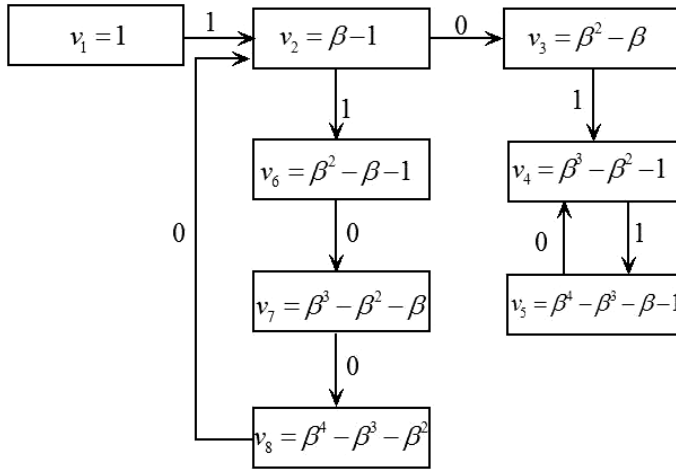 v₁ = 1
1
v₂ = β − 1
0
v₃ = β² − β
1
1
v₆ = β² − β − 1
v₄ = β³ − β² − 1
0
0
0
1
v₇ = β³ − β² − β
v₅ = β⁴ − β³ − β − 1
0
v₈ = β⁴ − β³ − β²